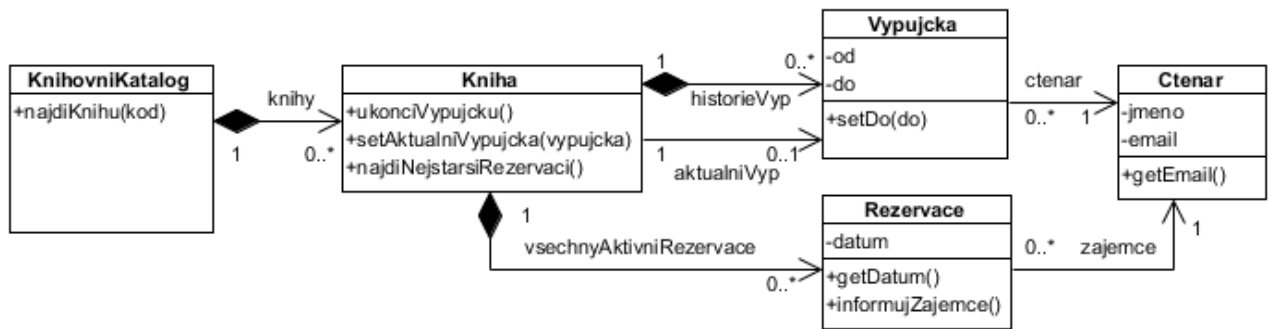 KnihovniKatalog
+najdiKnihu(kod)
knihy
1
0..*
Kniha
+ukonciVypujcku()
+setAktualniVypujcka(vypujcka)
+najdiNejstarsiRezervaci()
1
0..*
historieVyp
1
0..1
aktualniVyp
1
vsechnyAktivniRezervace
0..*
Vypujcka
-od
-do
+setDo(do)
ctenar
0..*
1
Ctenar
-jmeno
-email
+getEmail()
Rezervace
-datum
+getDatum()
+informujZajemce()
0..*
zajemce
1